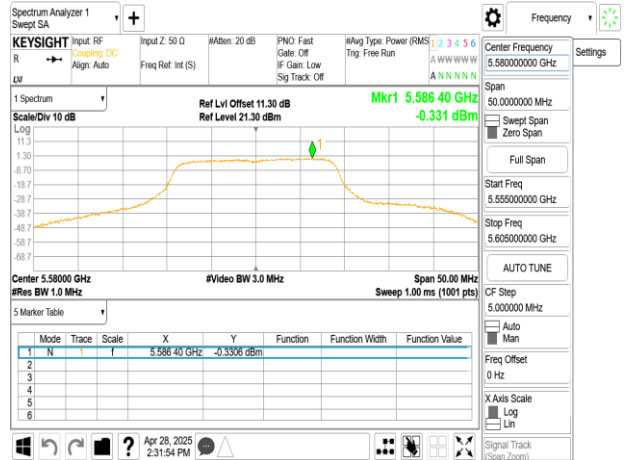 Spectrum Analyzer 1
Swept SA
+
Frequency
Settings
KEYSIGHT
R
Input: RF
Coupling: DC
Align: Auto
Input Z: 50 Ω
Freq Ref: Int (S)
#Atten: 20 dB
PNO: Fast
Gate: Off
IF Gain: Low
Sig Track: Off
#Avg Type: Power (RMS
Trig: Free Run
1 2 3 4 5 6
A W W W W W
A N N N N N
LXI
1 Spectrum
Scale/Div 10 dB
Ref Lvl Offset 11.30 dB
Ref Level 21.30 dBm
Mkr1 5.586 40 GHz
-0.331 dBm
Log
11.3
1.30
-8.70
-18.7
-28.7
-38.7
-48.7
-58.7
-68.7
1
Center 5.58000 GHz
#Res BW 1.0 MHz
#Video BW 3.0 MHz
Span 50.00 MHz
Sweep 1.00 ms (1001 pts)
5 Marker Table
Mode Trace Scale X Y Function Function Width Function Value
1 N 1 f 5.586 40 GHz -0.3306 dBm
2
3
4
5
6
Center Frequency
5.580000000 GHz
Span
50.0000000 MHz
Swept Span
Zero Span
Full Span
Start Freq
5.555000000 GHz
Stop Freq
5.605000000 GHz
AUTO TUNE
CF Step
5.000000 MHz
Auto
Man
Freq Offset
0 Hz
X Axis Scale
Log
Lin
Signal Track
(Span Zoom)
?
Apr 28, 2025
2:31:54 PM